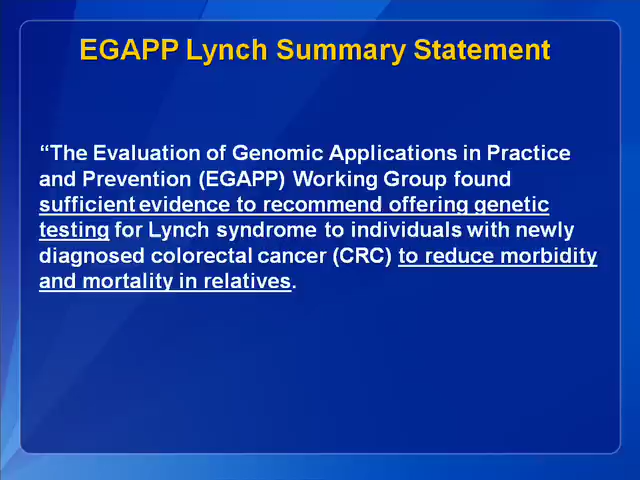 EGAPP Lynch Summary Statement
“The Evaluation of Genomic Applications in Practice
and Prevention (EGAPP) Working Group found
sufficient evidence to recommend offering genetic
testing for Lynch syndrome to individuals with newly
diagnosed colorectal cancer (CRC) to reduce morbidity
and mortality in relatives.